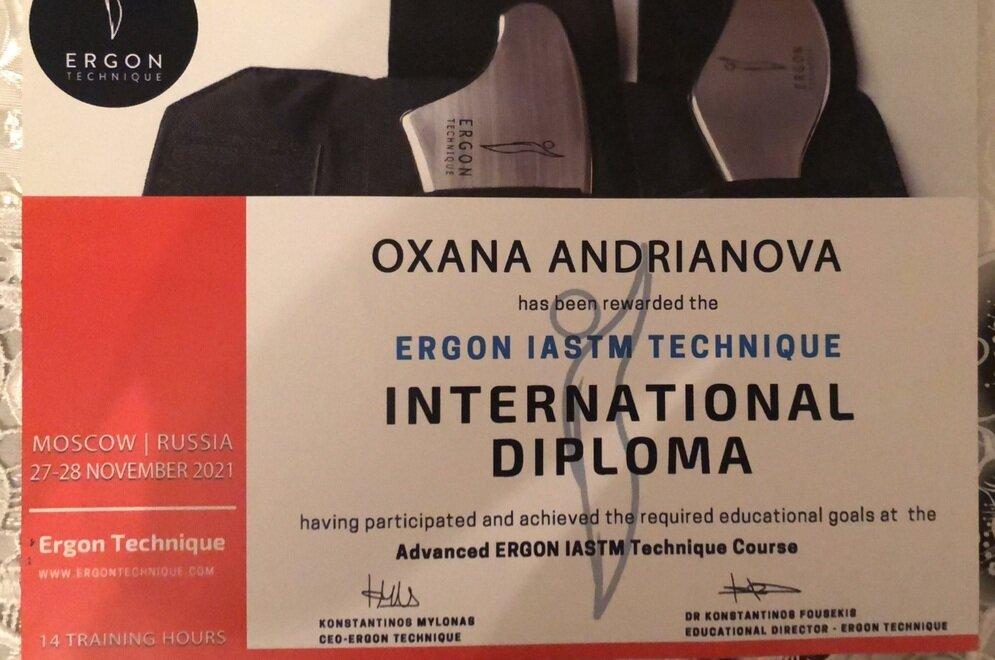 ERGON
TECHNIQUE
ERGON
TECHNIQUE
ERGON
OXANA ANDRIANOVA
has been rewarded the
ERGON IASTM TECHNIQUE
INTERNATIONAL
DIPLOMA
having participated and achieved the required educational goals at the
Advanced ERGON IASTM Technique Course
KONSTANTINOS MYLONAS
CEO-ERGON TECHNIQUE
DR KONSTANTINOS FOUSEKIS
EDUCATIONAL DIRECTOR - ERGON TECHNIQUE
MOSCOW | RUSSIA
27-28 NOVEMBER 2021
Ergon Technique
WWW.ERGONTECHNIQUE.COM
14 TRAINING HOURS